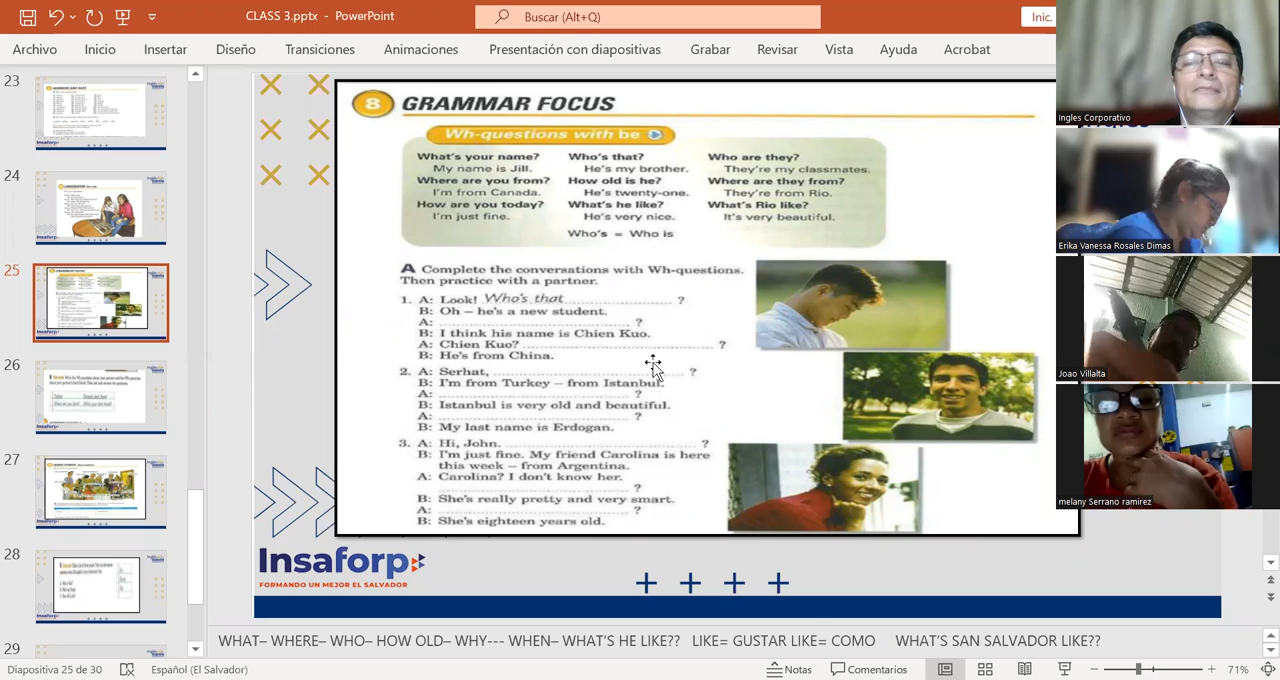 CLASS 3.pptx - PowerPoint
Buscar (Alt+Q)
Inic.
Archivo Inicio Insertar Diseño Transiciones Animaciones Presentación con diapositivas Grabar Revisar Vista Ayuda Acrobat
23
24
25
26
27
28
29
8 GRAMMAR FOCUS
Wh-questions with be
What's your name?
My name is Jill.
Where are you from?
I'm from Canada.
How are you today?
I'm just fine.
Who's that?
He's my brother.
How old is he?
He's twenty-one.
What's he like?
He's very nice.
Who's = Who is
Who are they?
They're my classmates.
Where are they from?
They're from Rio.
What's Rio like?
It's very beautiful.
A Complete the conversations with Wh-questions.
Then practice with a partner.
1. A: Look! Who's that ?
B: Oh – he's a new student.
A: ?
B: I think his name is Chien Kuo.
A: Chien Kuo? ?
B: He's from China.
2. A: Serhat, ?
B: I'm from Turkey – from Istanbul.
A: ?
B: Istanbul is very old and beautiful.
A: ?
B: My last name is Erdogan.
3. A: Hi, John. ?
B: I'm just fine. My friend Carolina is here
this week – from Argentina.
A: Carolina? I don't know her.
?
B: She's really pretty and very smart.
A: ?
B: She's eighteen years old.
Insaforp
FORMANDO UN MEJOR EL SALVADOR
Ingles Corporativo
Erika Vanessa Rosales Dimas
Joao Villalta
melany Serrano ramirez
WHAT– WHERE– WHO– HOW OLD– WHY--- WHEN– WHAT'S HE LIKE?? LIKE= GUSTAR LIKE= COMO WHAT'S SAN SALVADOR LIKE??
Diapositiva 25 de 30 Español (El Salvador) Notas Comentarios 71%